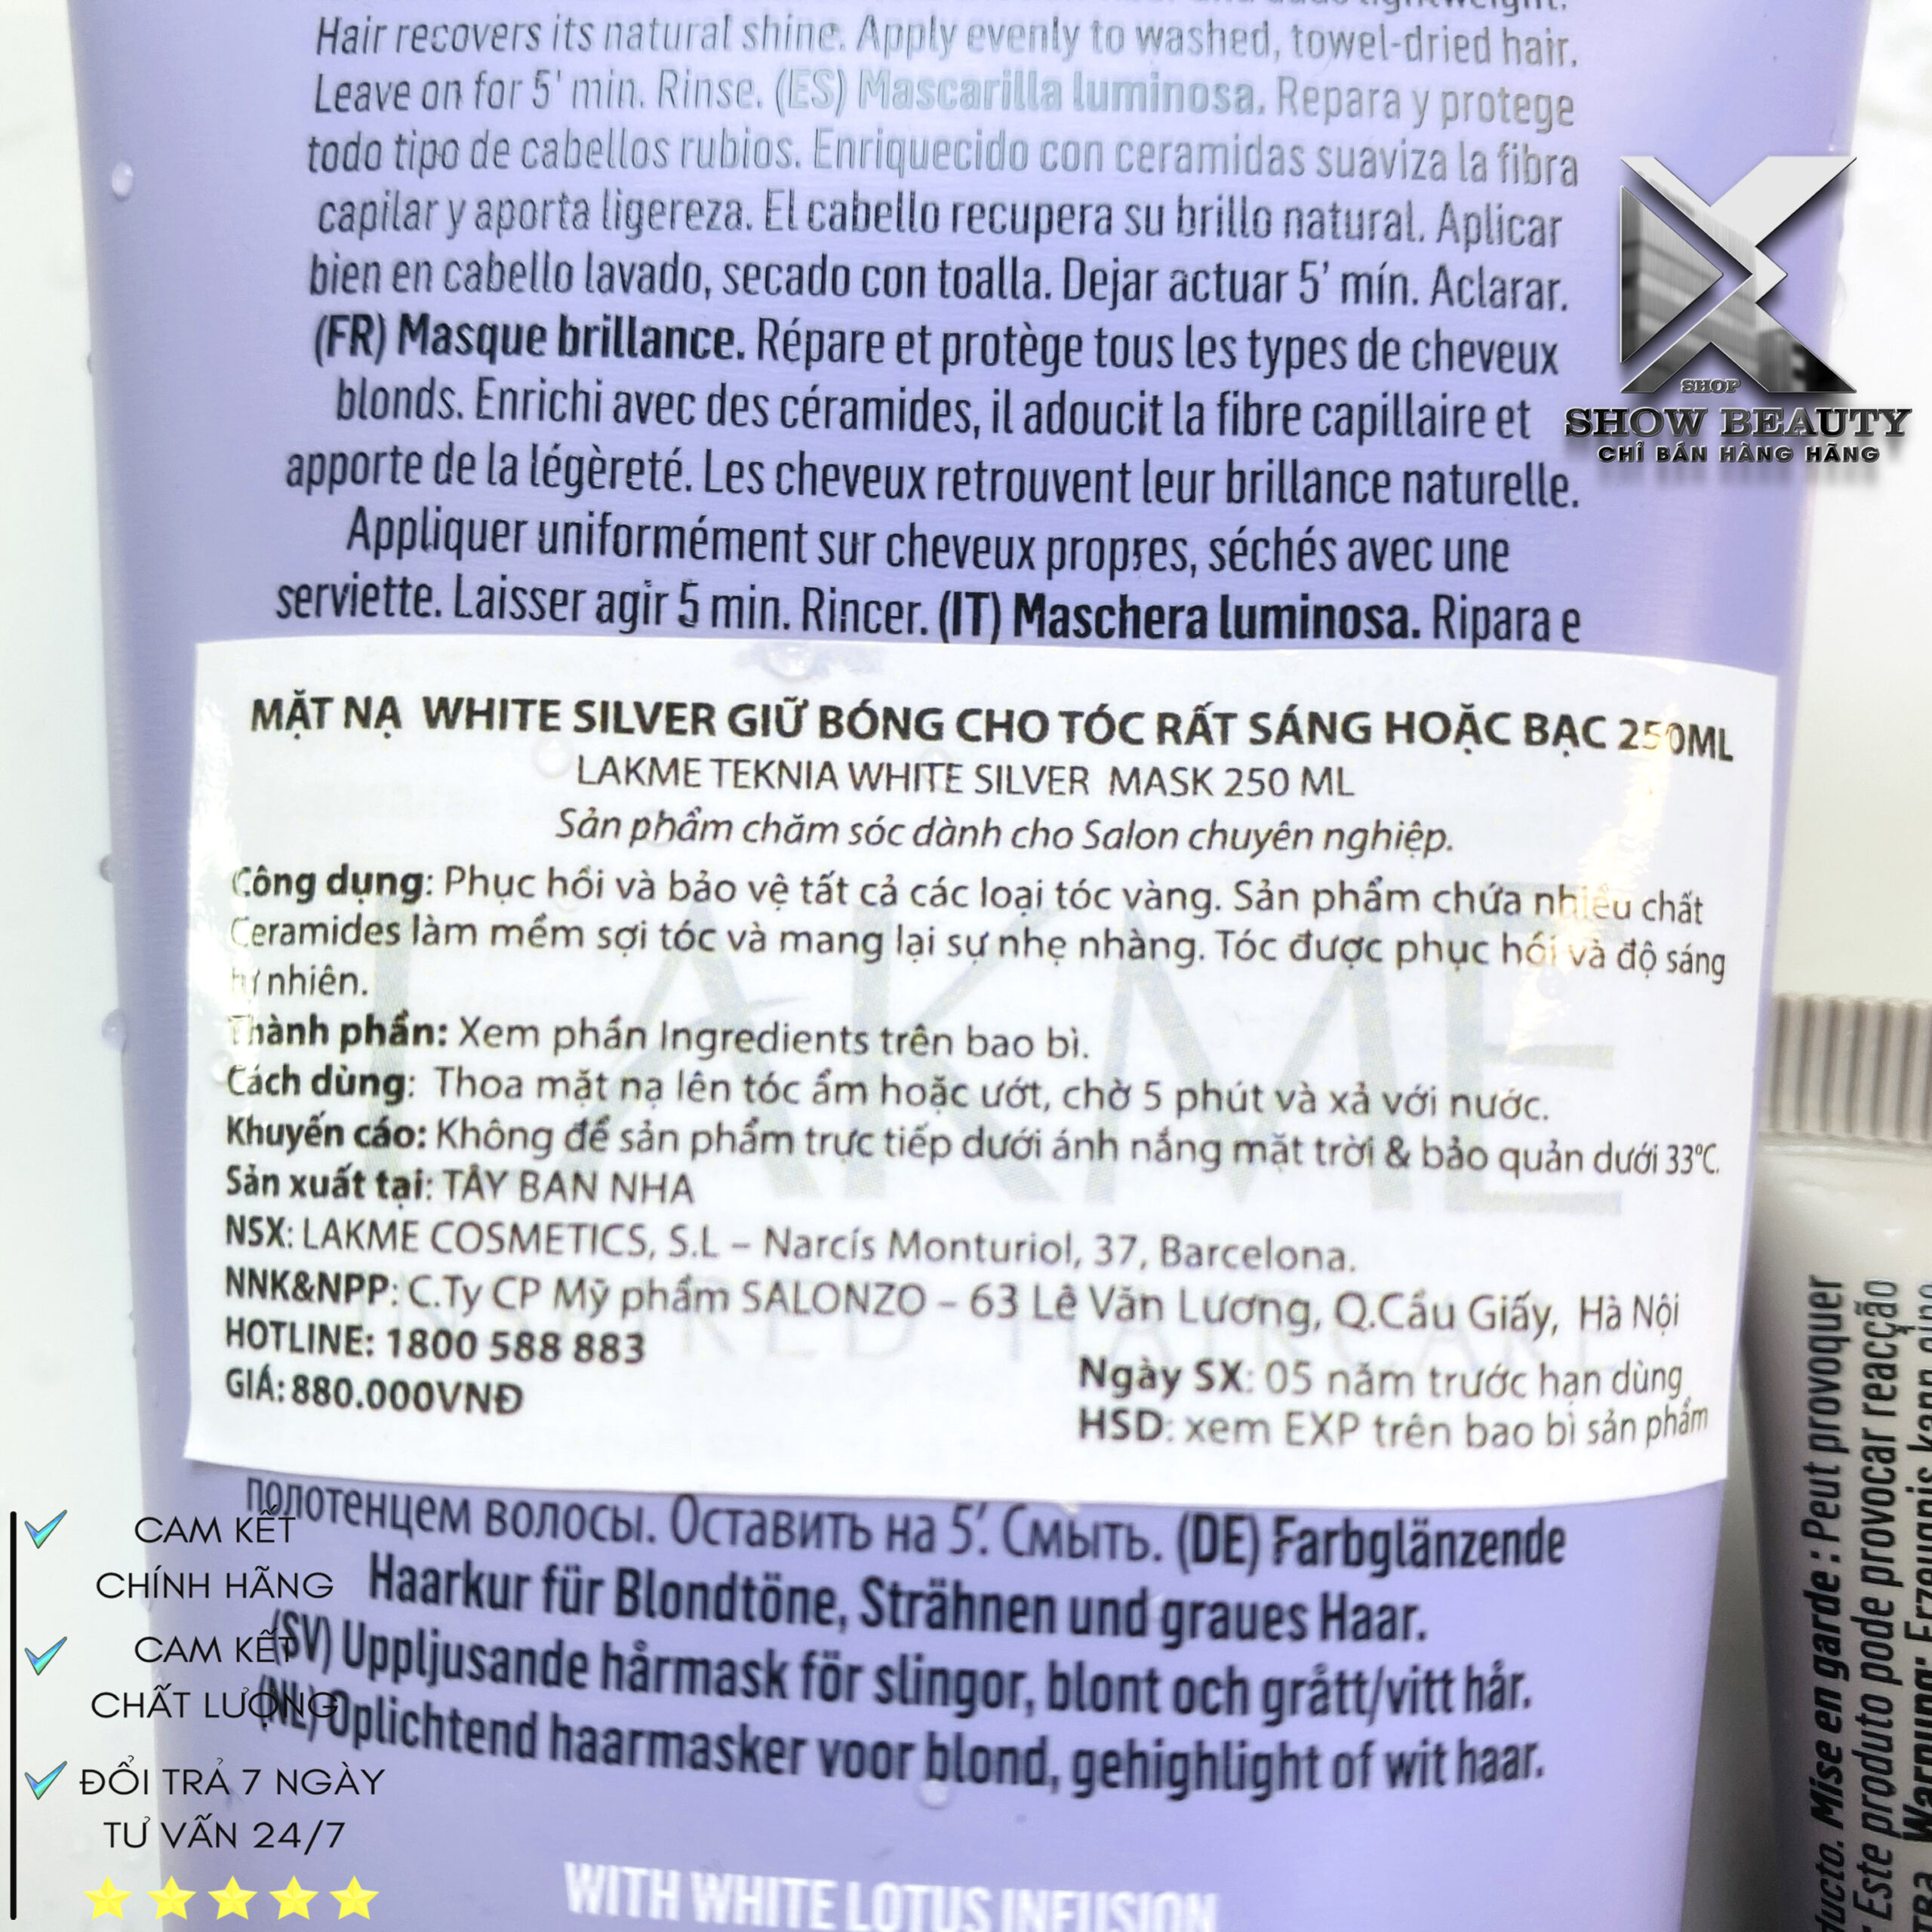 Hair recovers its natural shine. Apply evenly to washed, towel-dried hair.
Leave on for 5' min. Rinse. (ES) Mascarilla luminosa. Repara y protege
todo tipo de cabellos rubios. Enriquecido con ceramidas suaviza la fibra
capilar y aporta ligereza. El cabello recupera su brillo natural. Aplicar
bien en cabello lavado, secado con toalla. Dejar actuar 5' mín. Aclarar.
(FR) Masque brillance. Répare et protège tous les types de cheveux
blonds. Enrichi avec des céramides, il adoucit la fibre capillaire et
apporte de la légèreté. Les cheveux retrouvent leur brillance naturelle.
Appliquer uniformément sur cheveux propres, séchés avec une
serviette. Laisser agir 5 min. Rincer. (IT) Maschera luminosa. Ripara e
SHOP
SHOW BEAUTY
CHỈ BÁN HÀNG HÃNG
MẶT NẠ WHITE SILVER GIỮ BÓNG CHO TÓC RẤT SÁNG HOẶC BẠC 250ML
LAKME TEKNIA WHITE SILVER MASK 250 ML
Sản phẩm chăm sóc dành cho Salon chuyên nghiệp.
Công dụng: Phục hồi và bảo vệ tất cả các loại tóc vàng. Sản phẩm chứa nhiều chất
Ceramides làm mềm sợi tóc và mang lại sự nhẹ nhàng. Tóc được phục hồi và độ sáng
tự nhiên.
Thành phần: Xem phần Ingredients trên bao bì.
Cách dùng: Thoa mặt nạ lên tóc ẩm hoặc ướt, chờ 5 phút và xả với nước.
Khuyến cáo: Không để sản phẩm trực tiếp dưới ánh nắng mặt trời & bảo quản dưới 33°C.
Sản xuất tại: TÂY BAN NHA
NSX: LAKME COSMETICS, S.L – Narcís Monturiol, 37, Barcelona.
NNK&NPP: C.Ty CP Mỹ phẩm SALONZO – 63 Lê Văn Lương, Q.Cầu Giấy, Hà Nội
HOTLINE: 1800 588 883
GIÁ: 880.000VNĐ
Ngày SX: 05 năm trước hạn dùng
HSD: xem EXP trên bao bì sản phẩm
LAKME
INSPIRED HAIRCARE
полотенцем волосы. Оставить на 5'. Смыть. (DE) Farbglänzende
Haarkur für Blondtöne, Strähnen und graues Haar.
(SV) Uppljusande hårmask för slingor, blont och grått/vitt hår.
(NL) Oplichtend haarmasker voor blond, gehighlight of wit haar.
WITH WHITE LOTUS INFUSION
CAM KẾT
CHÍNH HÃNG
CAM KẾT
CHẤT LƯỢNG
ĐỔI TRẢ 7 NGÀY
TƯ VẤN 24/7
Mise en garde : Peut provoquer
Este produto pode provocar reacção
Warnung: Erzeugnis kann